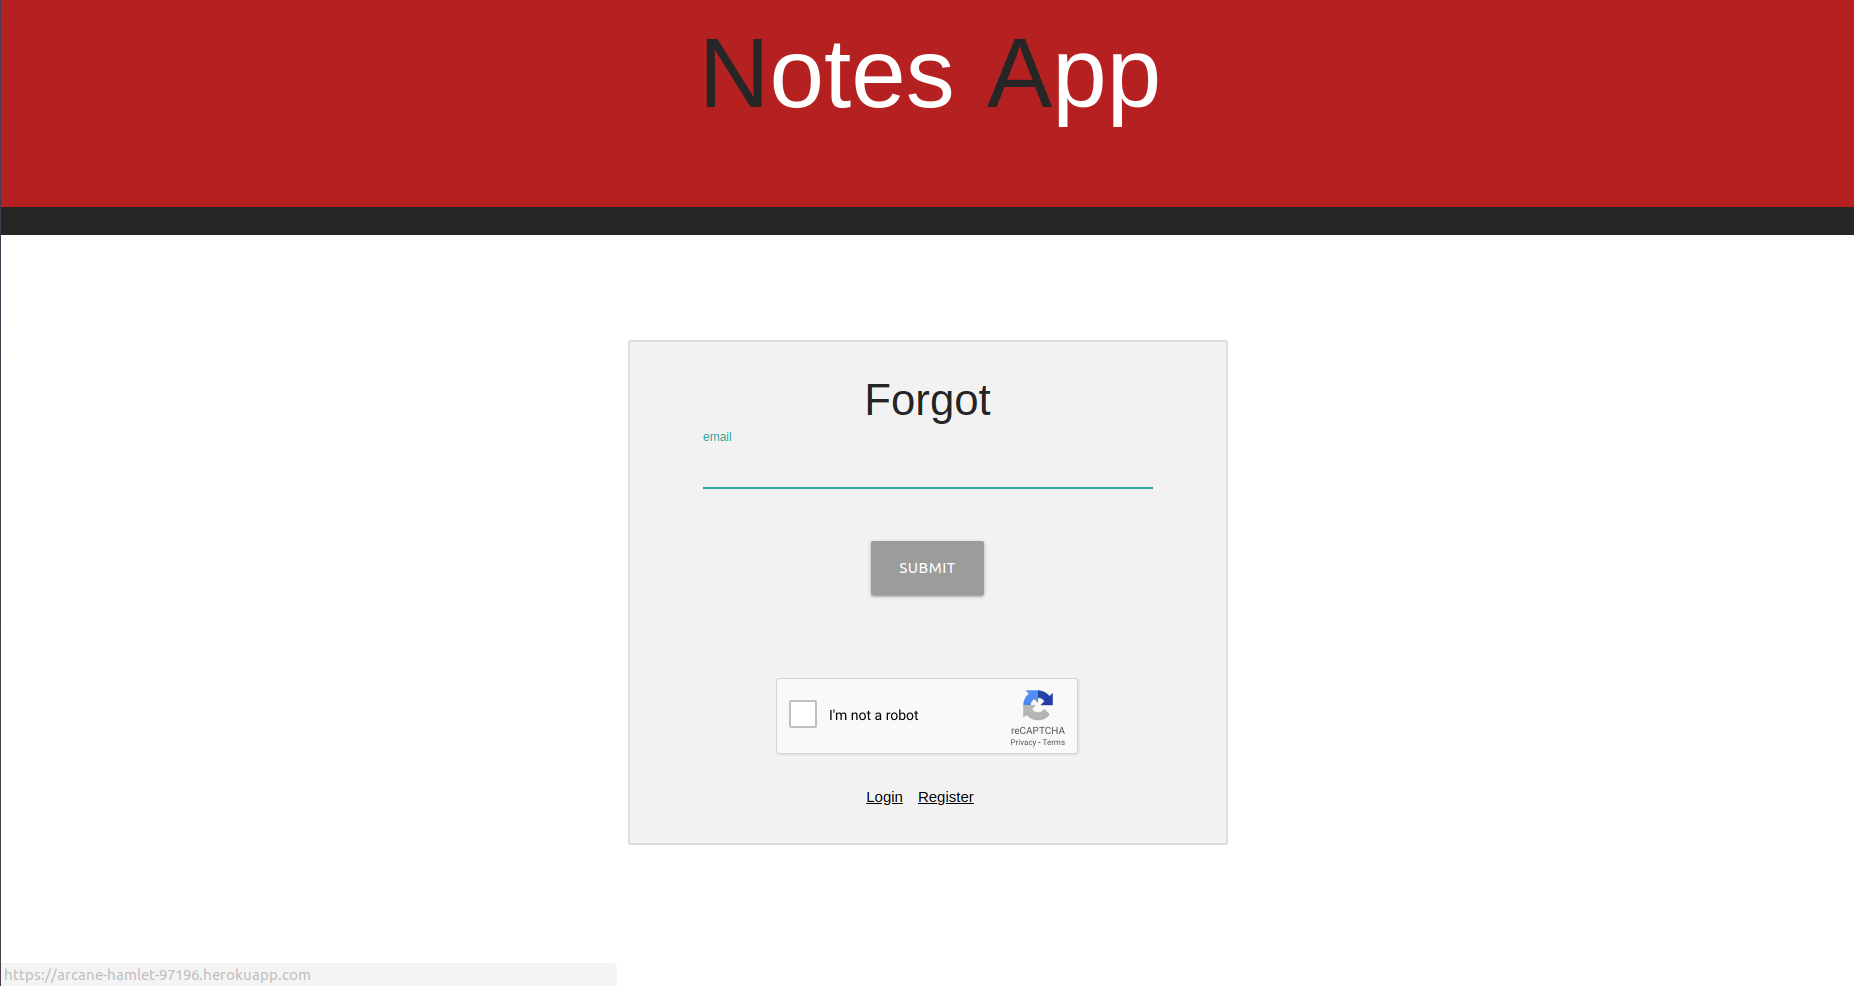 Notes App
Forgot
email
SUBMIT
I'm not a robot
reCAPTCHA
Privacy - Terms
Login Register
https://arcane-hamlet-97196.herokuapp.com